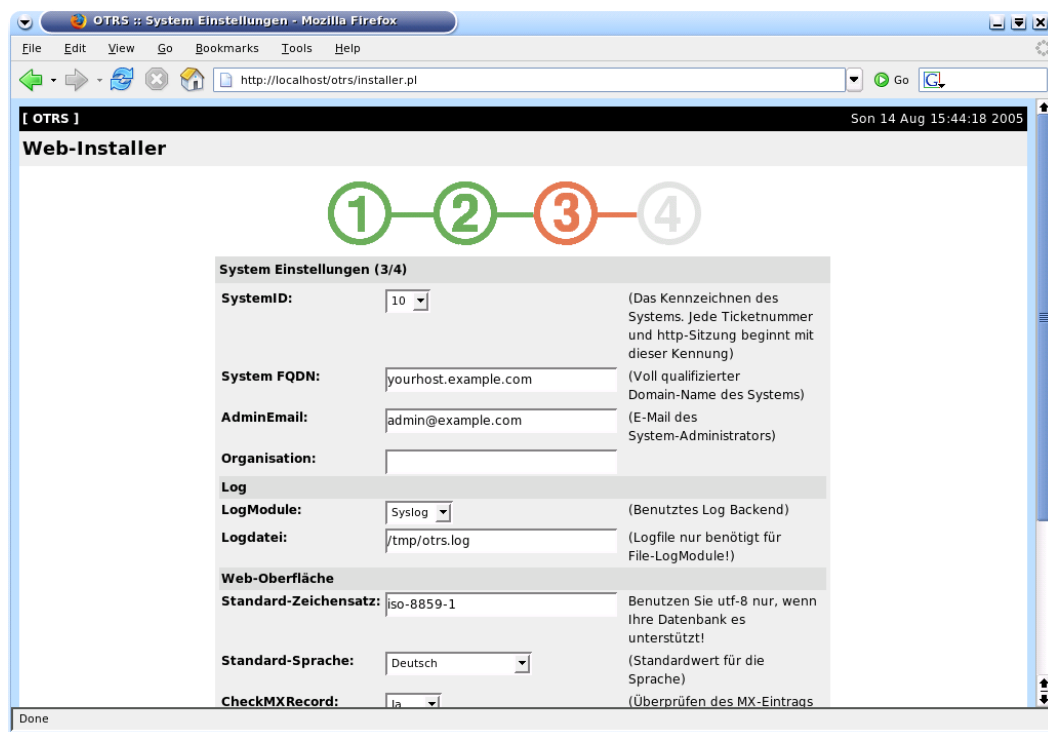 OTRS :: System Einstellungen - Mozilla Firefox
File Edit View Go Bookmarks Tools Help
http://localhost/otrs/installer.pl Go G
[ OTRS ] Son 14 Aug 15:44:18 2005
Web-Installer
1 2 3 4
System Einstellungen (3/4)
SystemID: 10 (Das Kennzeichnen des
Systems. Jede Ticketnummer
und http-Sitzung beginnt mit
dieser Kennung)
System FQDN: yourhost.example.com (Voll qualifizierter
Domain-Name des Systems)
AdminEmail: admin@example.com (E-Mail des
System-Administrators)
Organisation:
Log
LogModule: Syslog (Benutztes Log Backend)
Logdatei: /tmp/otrs.log (Logfile nur benötigt für
File-LogModule!)
Web-Oberfläche
Standard-Zeichensatz: iso-8859-1 Benutzen Sie utf-8 nur, wenn
Ihre Datenbank es
unterstützt!
Standard-Sprache: Deutsch (Standardwert für die
Sprache)
CheckMXRecord: Ja (Überprüfen des MX-Eintrags
Done